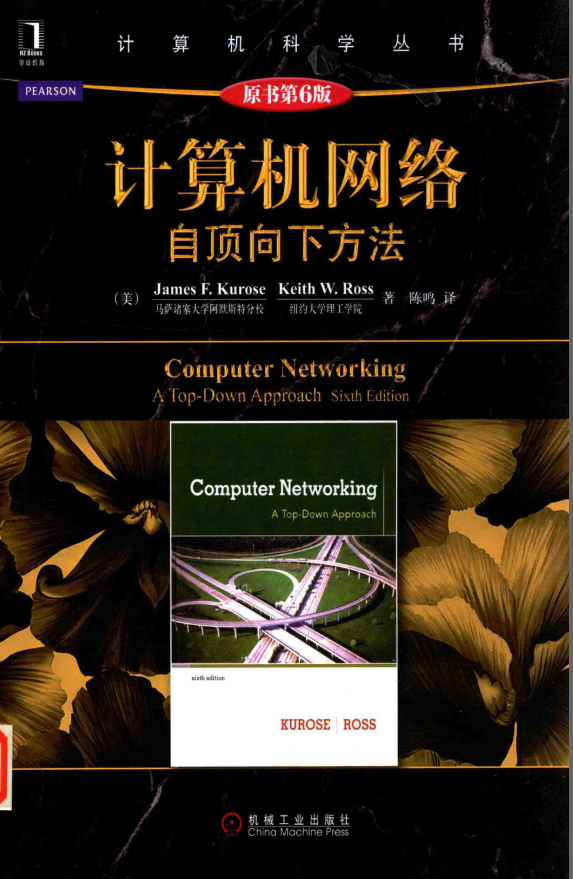 HZ BOOKS
华章教育
计算机科学丛书
PEARSON
原书第6版
计算机网络
自顶向下方法
(美) James F. Kurose Keith W. Ross 著 陈鸣 译
马萨诸塞大学阿默斯特分校 纽约大学理工学院
Computer Networking
A Top-Down Approach Sixth Edition
Computer Networking
A Top-Down Approach
sixth edition
KUROSE | ROSS
机械工业出版社
China Machine Press